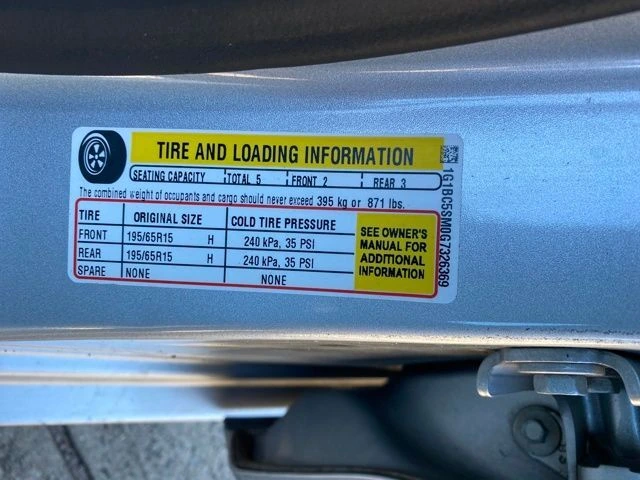 TIRE AND LOADING INFORMATION
SEATING CAPACITY TOTAL 5 FRONT 2 REAR 3
The combined weight of occupants and cargo should never exceed 395 kg or 871 lbs.
TIRE ORIGINAL SIZE COLD TIRE PRESSURE
FRONT 195/65R15 H 240 kPa, 35 PSI
REAR 195/65R15 H 240 kPa, 35 PSI
SPARE NONE NONE
SEE OWNER'S
MANUAL FOR
ADDITIONAL
INFORMATION
1G1BC5SM0G7326369